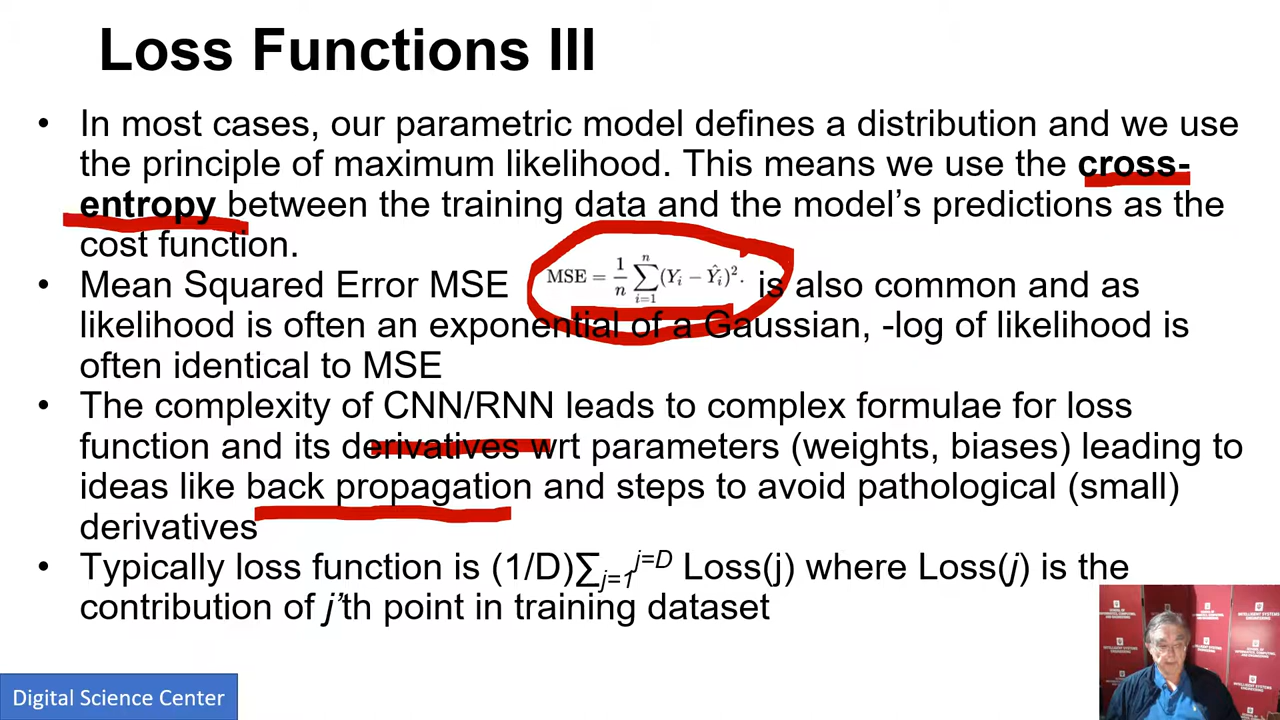 Loss Functions III
• In most cases, our parametric model defines a distribution and we use
the principle of maximum likelihood. This means we use the cross-
entropy between the training data and the model’s predictions as the
cost function.
• Mean Squared Error MSE MSE = 1/n ∑_{i=1}^{n} (Y_i − Ŷ_i)². is also common and as
likelihood is often an exponential of a Gaussian, -log of likelihood is
often identical to MSE
• The complexity of CNN/RNN leads to complex formulae for loss
function and its derivatives wrt parameters (weights, biases) leading to
ideas like back propagation and steps to avoid pathological (small)
derivatives
• Typically loss function is (1/D)∑_{j=1}^{j=D} Loss(j) where Loss(j) is the
contribution of j’th point in training dataset
Digital Science Center